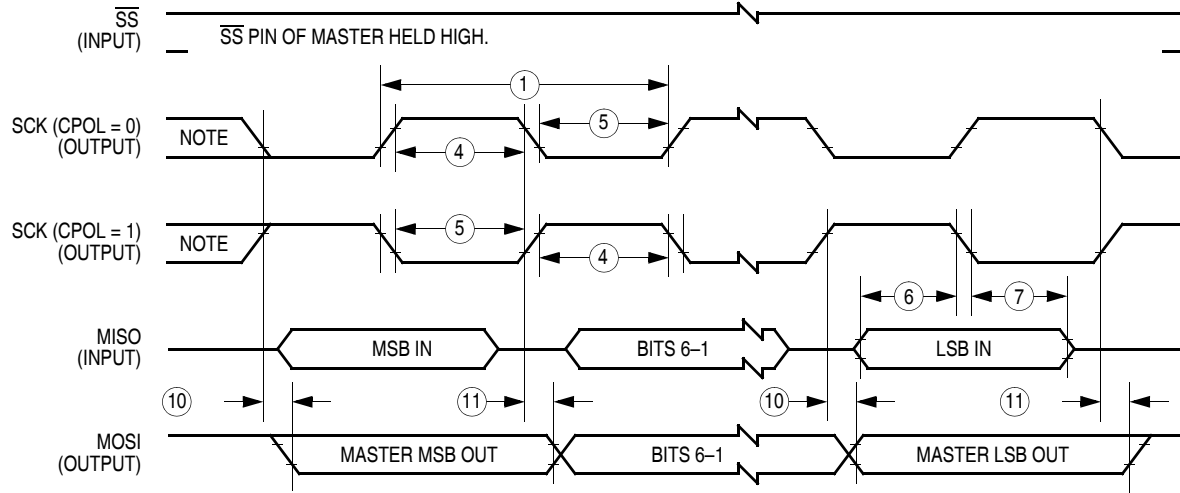 SS
(INPUT)
SS PIN OF MASTER HELD HIGH.
1
SCK (CPOL = 0)
(OUTPUT)
NOTE
5
4
SCK (CPOL = 1)
(OUTPUT)
NOTE
5
4
6
7
MISO
(INPUT)
MSB IN
BITS 6–1
LSB IN
10
11
10
11
MOSI
(OUTPUT)
MASTER MSB OUT
BITS 6–1
MASTER LSB OUT